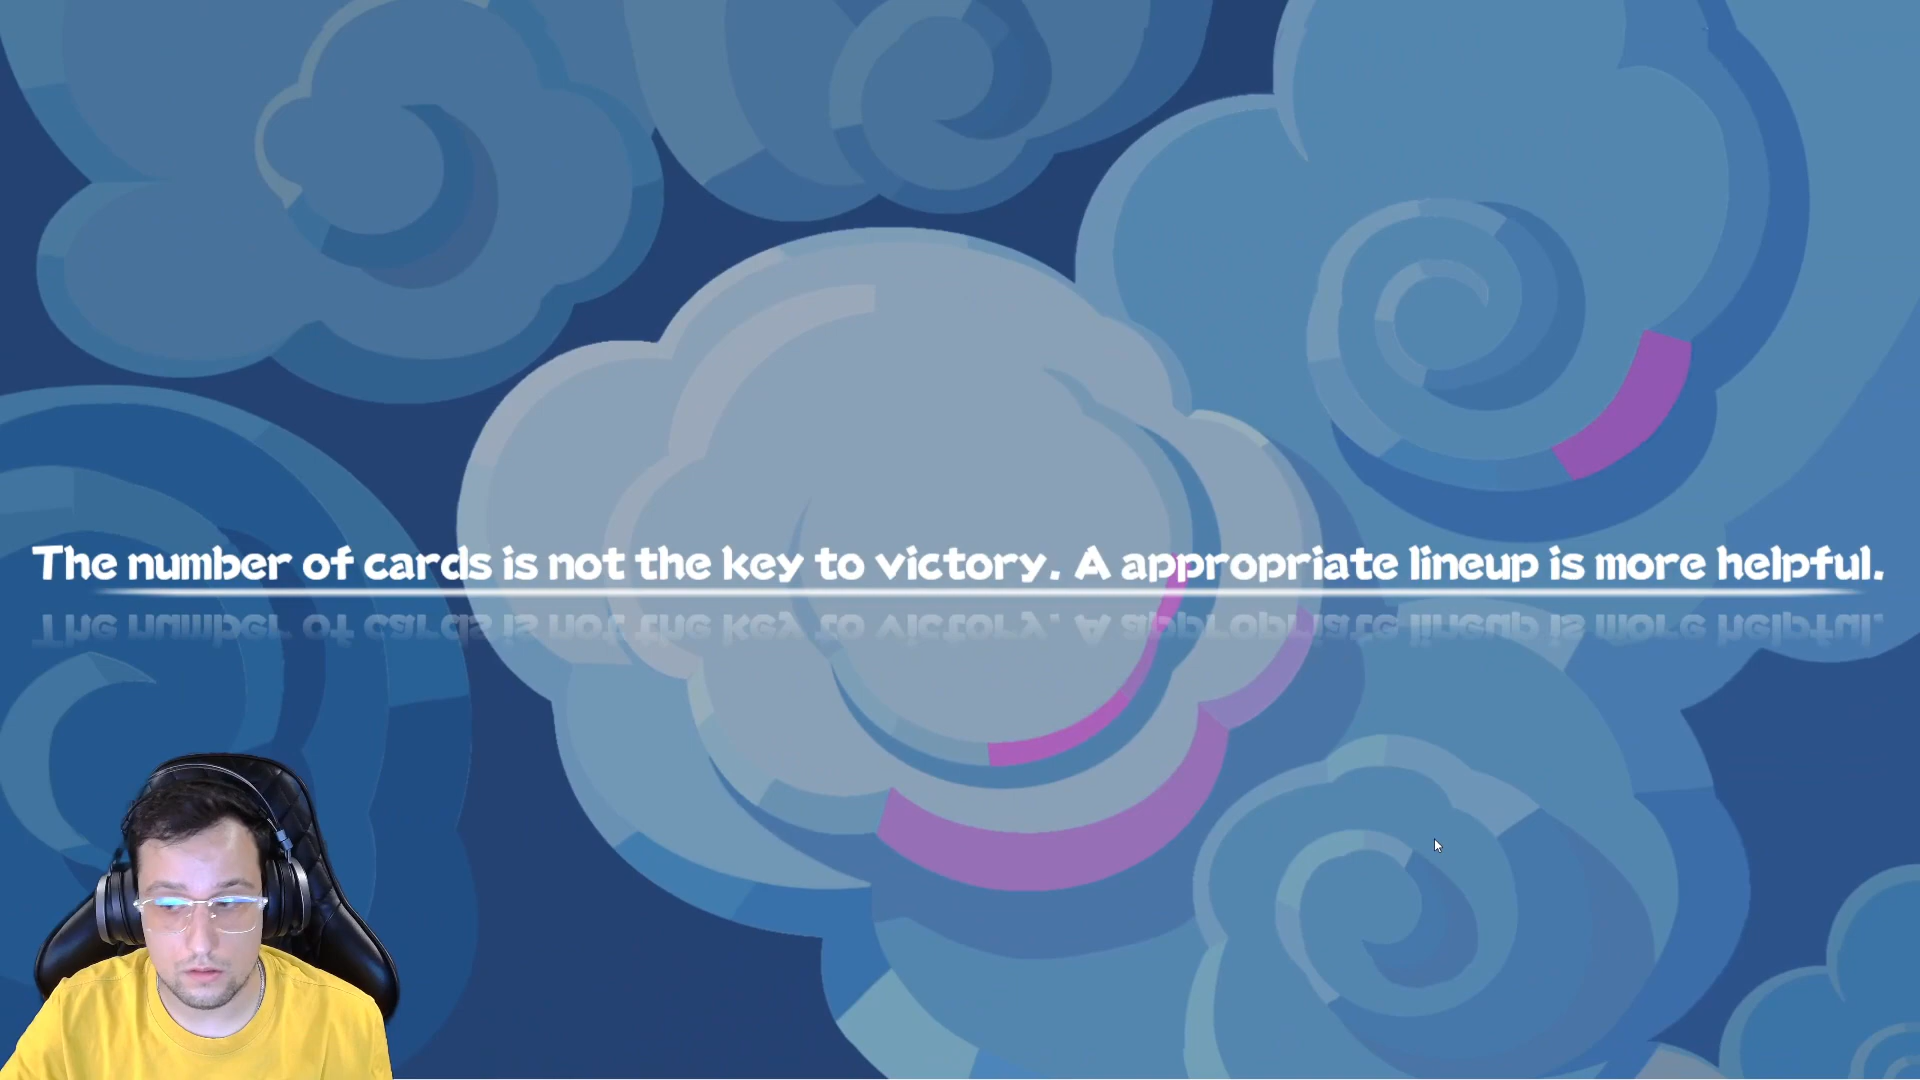 The number of cards is not the key to victory. A appropriate lineup is more helpful.